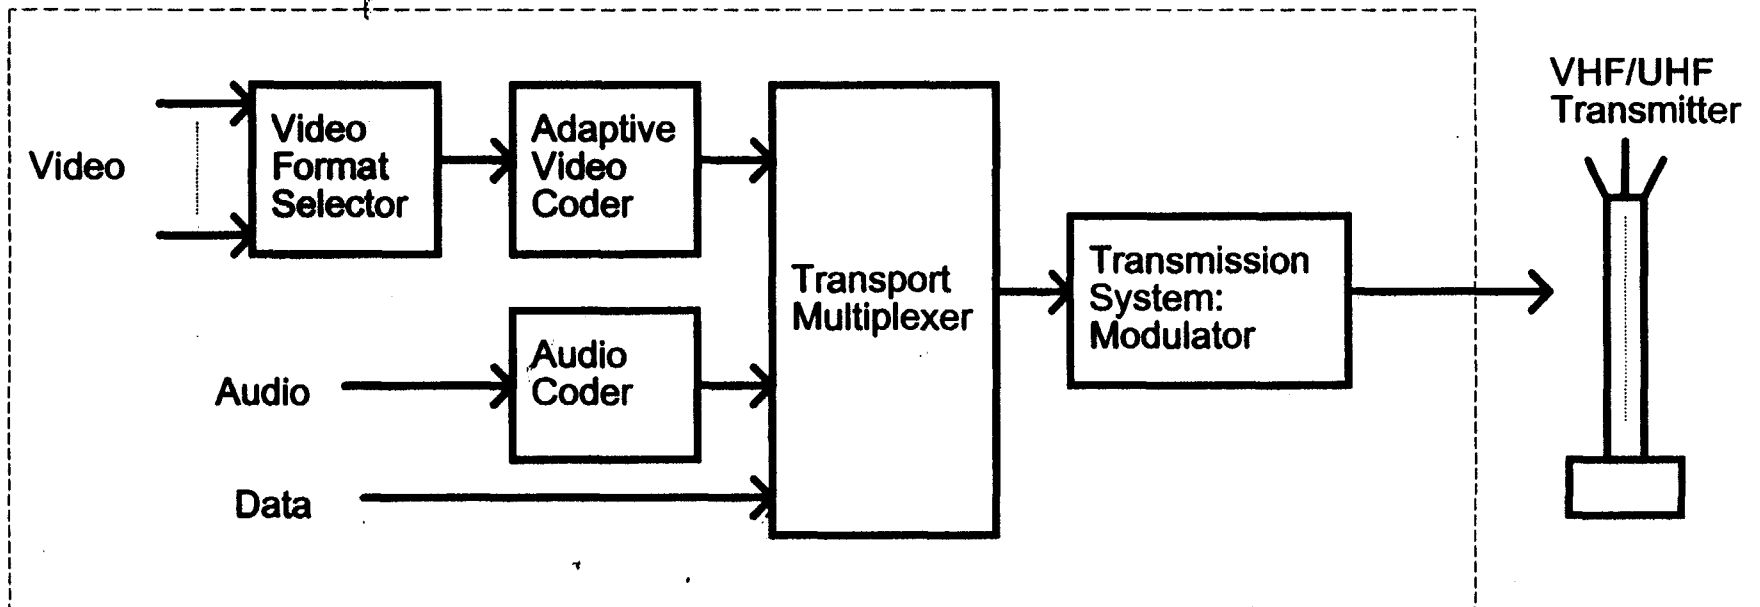 VHF/UHF
Transmitter
Video
Video
Format
Selector
Adaptive
Video
Coder
Transport
Multiplexer
Transmission
System:
Modulator
Audio
Audio
Coder
Data